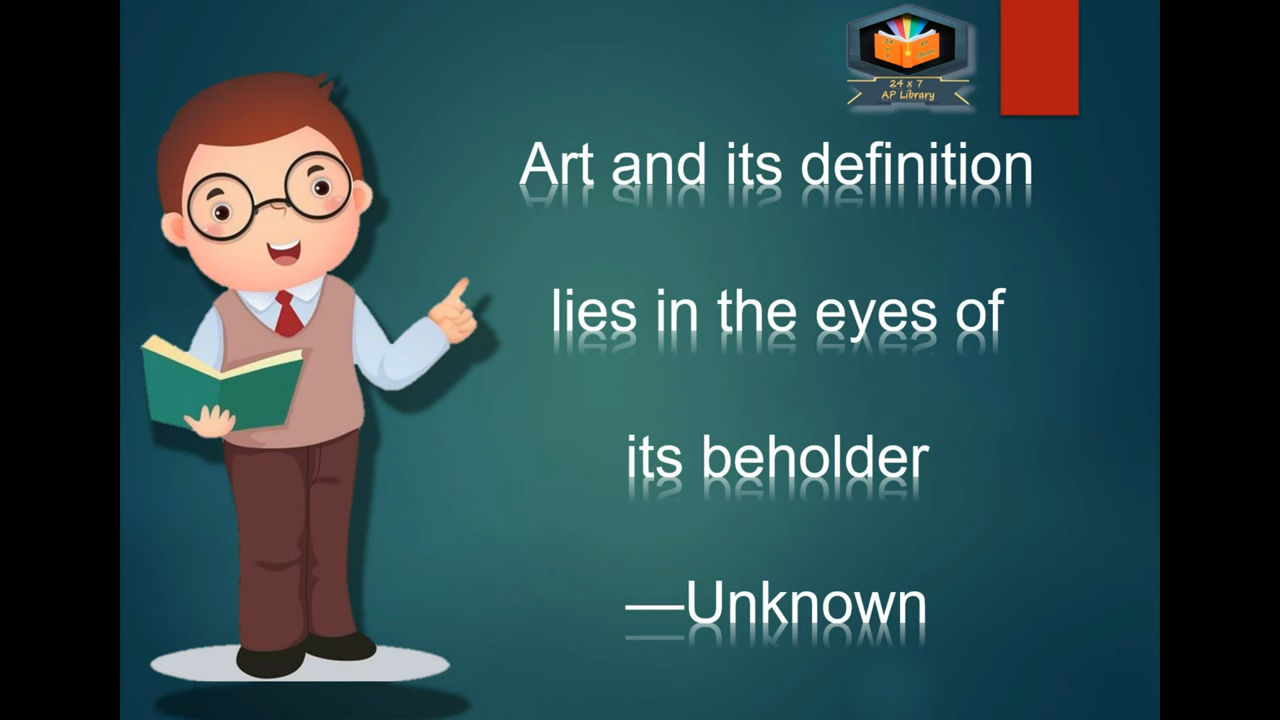 24 x 7
AP Library
Art and its definition
lies in the eyes of
its beholder
—Unknown